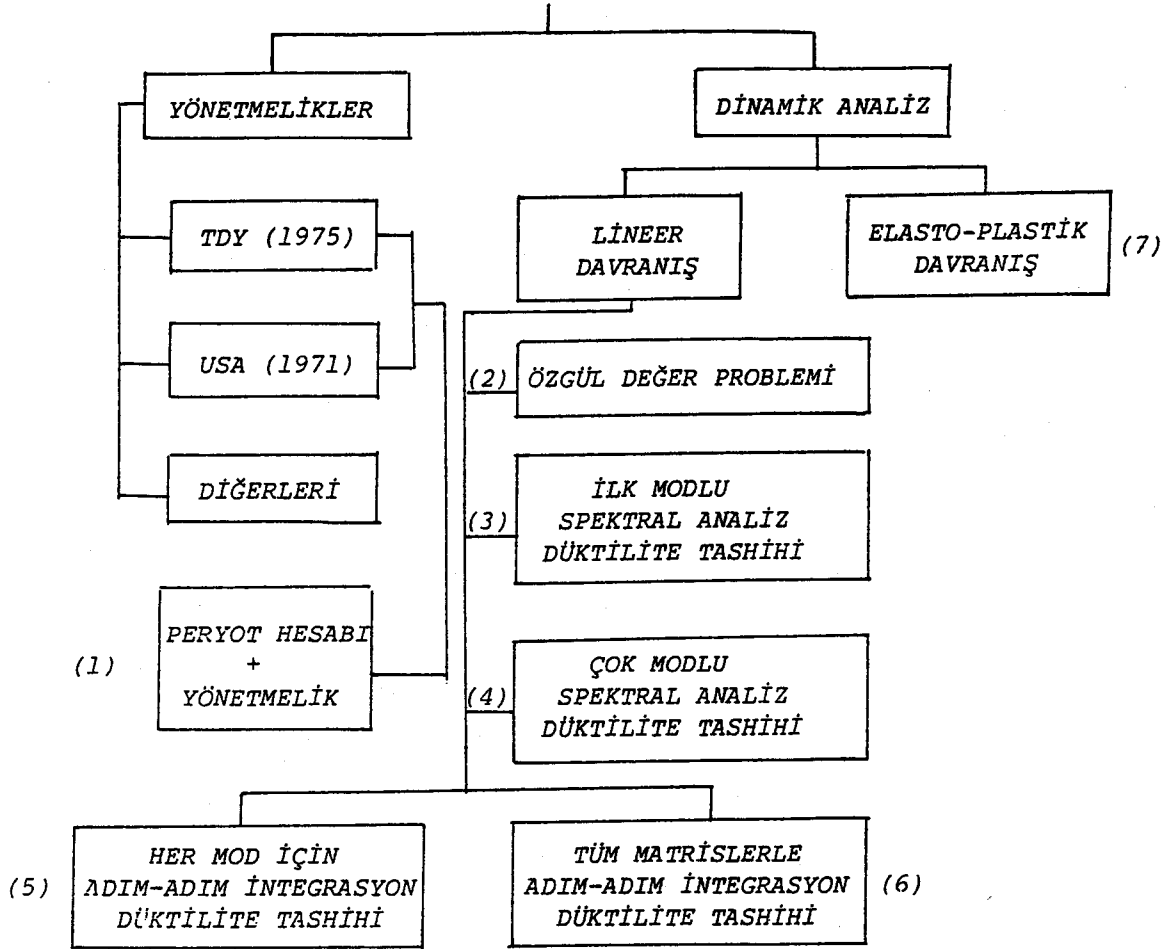 YÖNETMELİKLER
DİNAMİK ANALİZ
TDY (1975)
LİNEER
DAVRANIŞ
ELASTO-PLASTİK
DAVRANIŞ
(7)
USA (1971)
(2)
ÖZGÜL DEĞER PROBLEMİ
DİĞERLERİ
(3)
İLK MODLU
SPEKTRAL ANALİZ
DÜKTİLİTE TASHİHİ
(1)
PERYOT HESABI
+
YÖNETMELİK
(4)
ÇOK MODLU
SPEKTRAL ANALİZ
DÜKTİLİTE TASHİHİ
(5)
HER MOD İÇİN
ADIM-ADIM İNTEGRASYON
DÜKTİLİTE TASHİHİ
TÜM MATRİSLERLE
ADIM-ADIM İNTEGRASYON
DÜKTİLİTE TASHİHİ
(6)